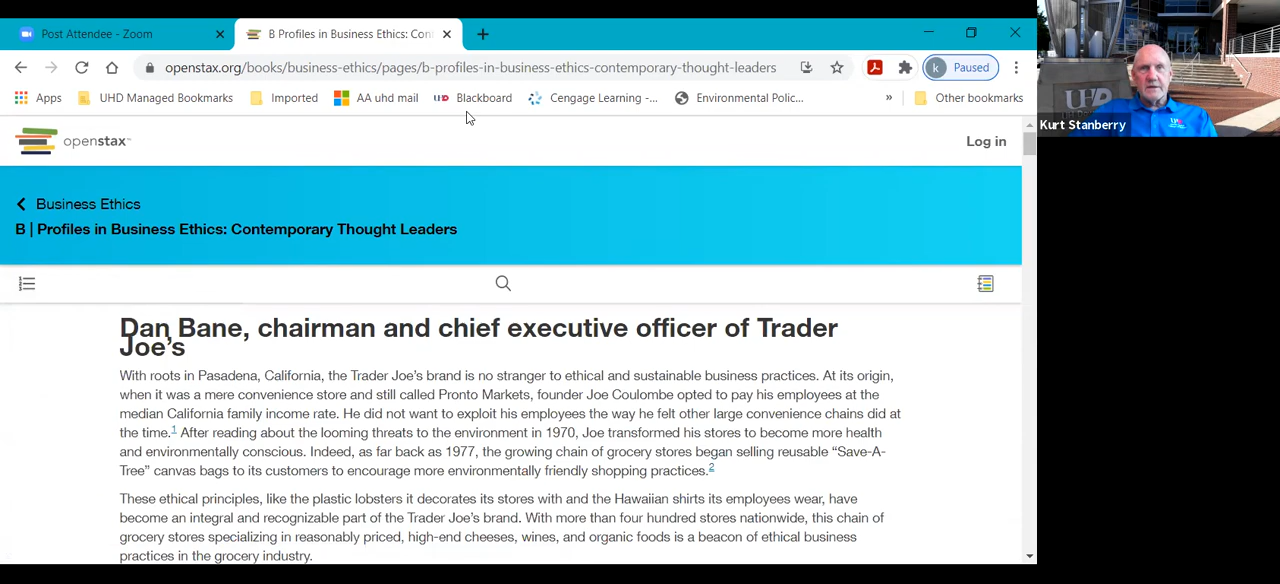 Post Attendee - Zoom
B Profiles in Business Ethics: Con
openstax.org/books/business-ethics/pages/b-profiles-in-business-ethics-contemporary-thought-leaders
k Paused
Apps
UHD Managed Bookmarks
Imported
AA uhd mail
Blackboard
Cengage Learning -...
Environmental Polic...
»
Other bookmarks
UHD
Kurt Stanberry
openstax™
Log in
Business Ethics
B | Profiles in Business Ethics: Contemporary Thought Leaders
Dan Bane, chairman and chief executive officer of Trader
Joe's
With roots in Pasadena, California, the Trader Joe's brand is no stranger to ethical and sustainable business practices. At its origin,
when it was a mere convenience store and still called Pronto Markets, founder Joe Coulombe opted to pay his employees at the
median California family income rate. He did not want to exploit his employees the way he felt other large convenience chains did at
the time.1 After reading about the looming threats to the environment in 1970, Joe transformed his stores to become more health
and environmentally conscious. Indeed, as far back as 1977, the growing chain of grocery stores began selling reusable “Save-A-
Tree” canvas bags to its customers to encourage more environmentally friendly shopping practices.2
These ethical principles, like the plastic lobsters it decorates its stores with and the Hawaiian shirts its employees wear, have
become an integral and recognizable part of the Trader Joe's brand. With more than four hundred stores nationwide, this chain of
grocery stores specializing in reasonably priced, high-end cheeses, wines, and organic foods is a beacon of ethical business
practices in the grocery industry.